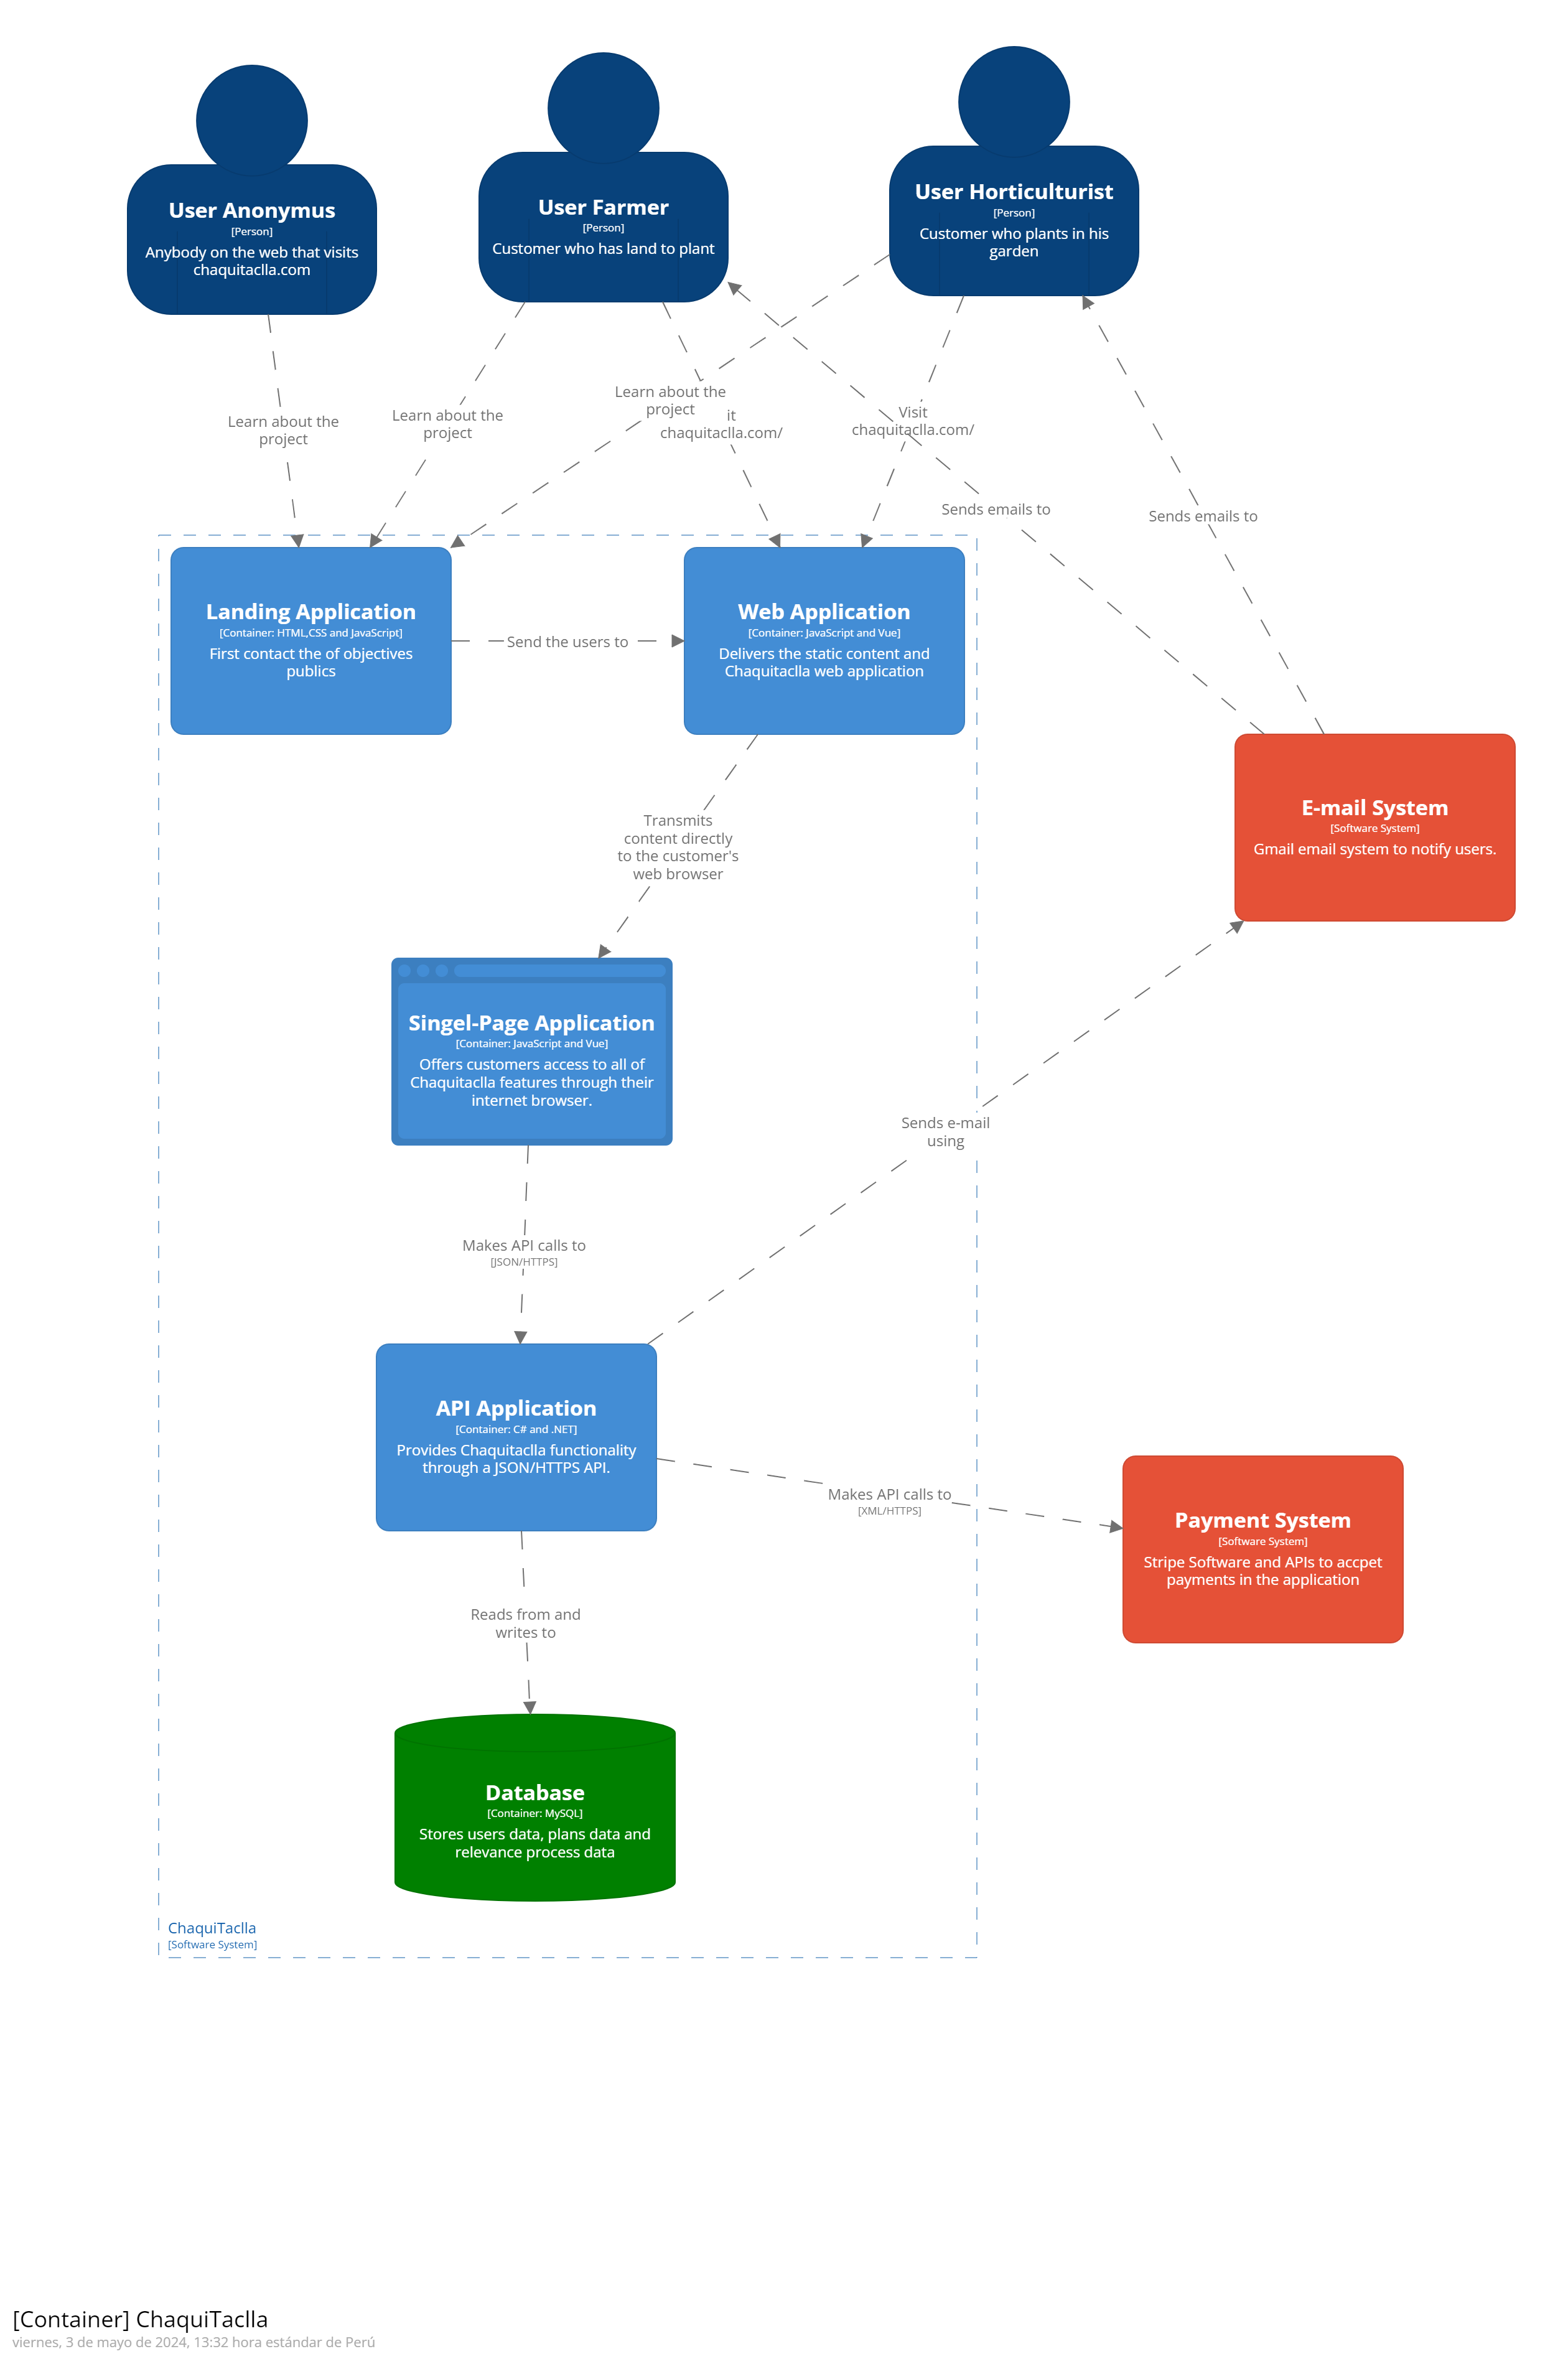 User Anonymus
[Person]
Anybody on the web that visits
chaquitaclla.com
User Farmer
[Person]
Customer who has land to plant
User Horticulturist
[Person]
Customer who plants in his
garden
Learn about the
project
Learn about the
project
Learn about the
project
it
chaquitaclla.com/
Visit
chaquitaclla.com/
Sends emails to
Sends emails to
Landing Application
[Container: HTML,CSS and JavaScript]
First contact the of objectives
publics
Send the users to
Web Application
[Container: JavaScript and Vue]
Delivers the static content and
Chaquitaclla web application
Transmits
content directly
to the customer's
web browser
E-mail System
[Software System]
Gmail email system to notify users.
Singel-Page Application
[Container: JavaScript and Vue]
Offers customers access to all of
Chaquitaclla features through their
internet browser.
Sends e-mail
using
Makes API calls to
[JSON/HTTPS]
API Application
[Container: C# and .NET]
Provides Chaquitaclla functionality
through a JSON/HTTPS API.
Makes API calls to
[XML/HTTPS]
Payment System
[Software System]
Stripe Software and APIs to accpet
payments in the application
Reads from and
writes to
Database
[Container: MySQL]
Stores users data, plans data and
relevance process data
ChaquiTaclla
[Software System]
[Container] ChaquiTaclla
viernes, 3 de mayo de 2024, 13:32 hora estándar de Perú